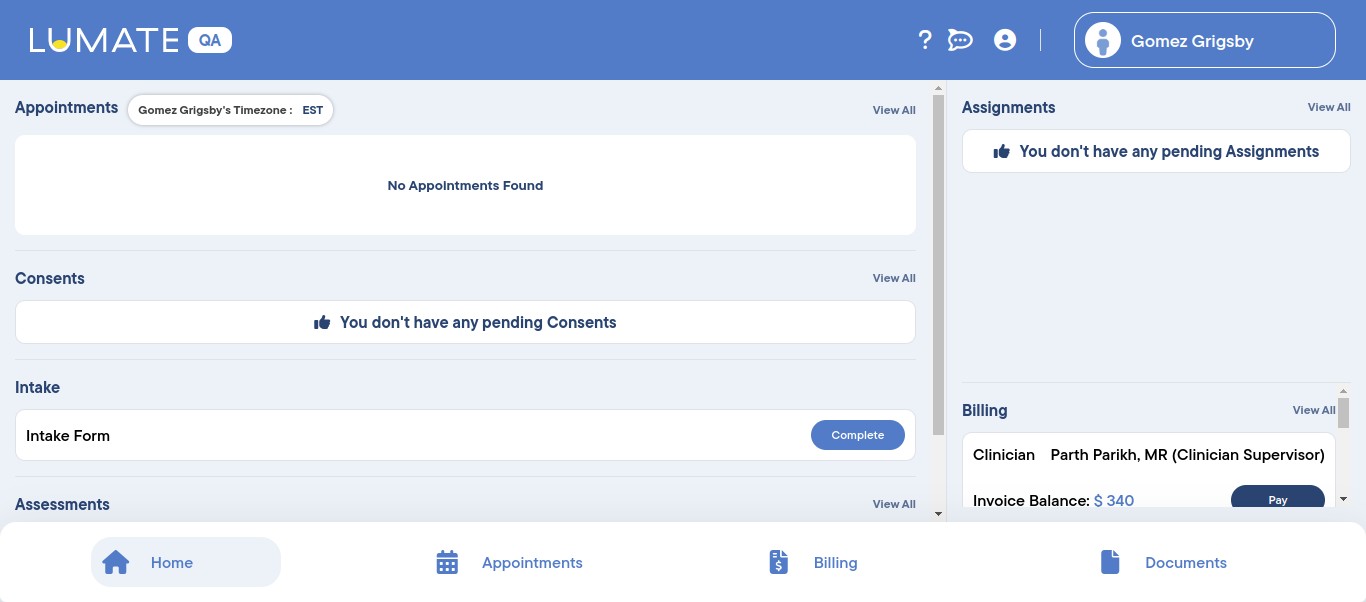 LUMATE QA
?
Gomez Grigsby
Appointments
Gomez Grigsby's Timezone : EST
View All
No Appointments Found
Consents
View All
You don't have any pending Consents
Intake
Intake Form
Complete
Assessments
View All
Assignments
View All
You don't have any pending Assignments
Billing
View All
Clinician Parth Parikh, MR (Clinician Supervisor)
Invoice Balance: $ 340
Pay
Home
Appointments
Billing
Documents